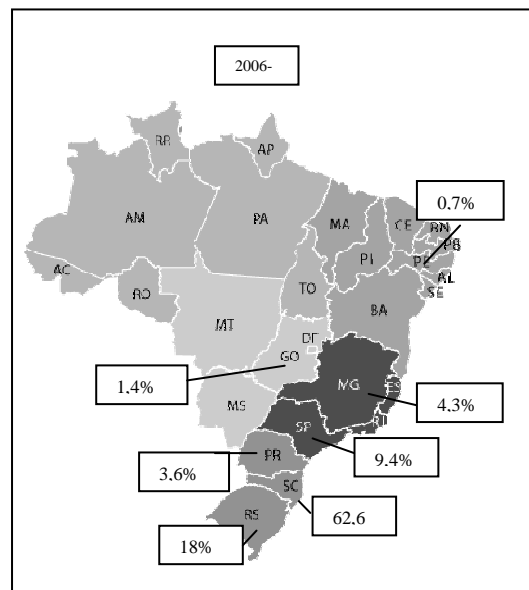 2006-
RR
AP
AM
PA
MA
CE
RN
0,7%
PB
PI
PE
AC
AL
RO
TO
SE
BA
MT
DF
GO
1,4%
MG
ES
4,3%
MS
SP
RJ
9,4%
3,6%
PR
SC
62,6
RS
18%